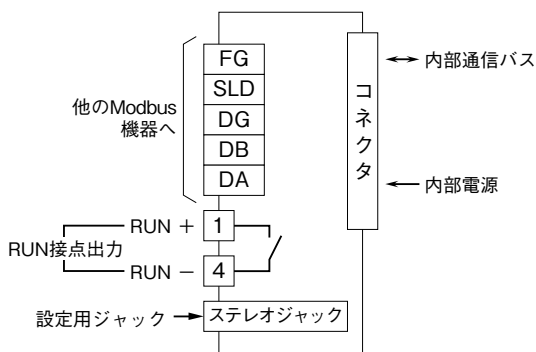 他のModbus
機器へ
FG
SLD
DG
DB
DA
コネクタ
内部通信バス
内部電源
RUN接点出力
RUN +
1
RUN −
4
設定用ジャック
ステレオジャック